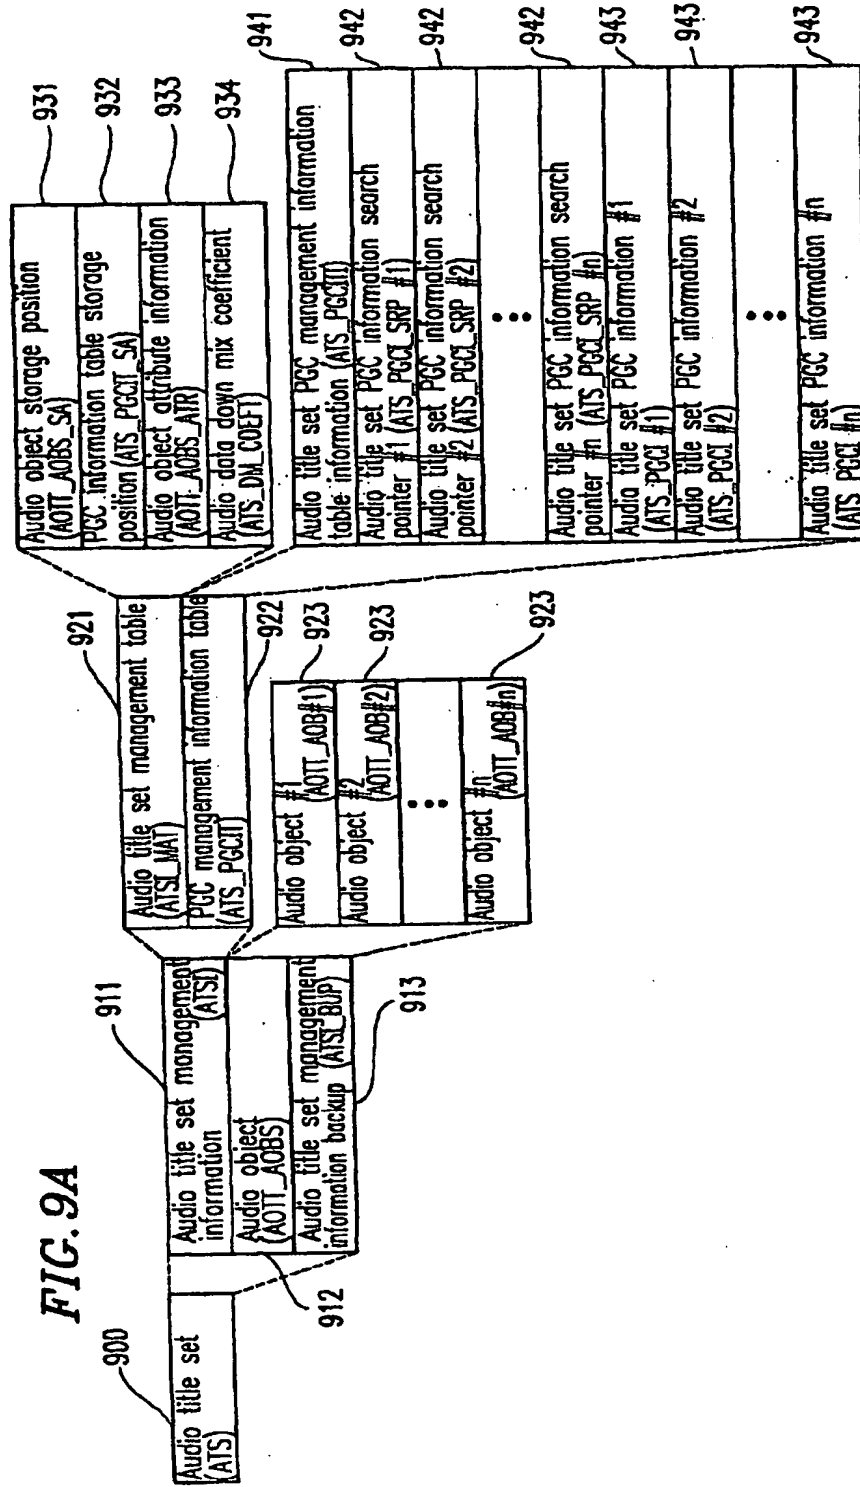 FIG. 9A
900
Audio title set
(ATS)
911
Audio title set management
information (ATSI)
Audio object
(AOTT_AOBS)
Audio title set management
information backup (ATSI_BUP)
912
913
921
Audio title set management table
(ATSI_MAT)
PGC management information table
(ATS_PGCIT)
922
Audio object #1
(AOTT_AOB#1)
923
Audio object #2
(AOTT_AOB#2)
923
•••
Audio object #n
(AOTT_AOB#n)
923
Audio object storage position
(AOTT_AOBS_SA)
931
PGC information table storage
position (ATS_PGCIT_SA)
932
Audio object attribute information
(AOTT_AOBS_ATR)
933
Audio data down mix coefficient
(ATS_DM_COEFT)
934
Audio title set PGC management information
table information (ATS_PGCITI)
941
Audio title set PGC information search
pointer #1 (ATS_PGCI_SRP #1)
942
Audio title set PGC information search
pointer #2 (ATS_PGCI_SRP #2)
942
•••
Audio title set PGC information search
pointer #n (ATS_PGCI_SRP #n)
942
Audio title set PGC information #1
(ATS_PGCI #1)
943
Audio title set PGC information #2
(ATS_PGCI #2)
943
•••
Audio title set PGC information #n
(ATS_PGCI #n)
943